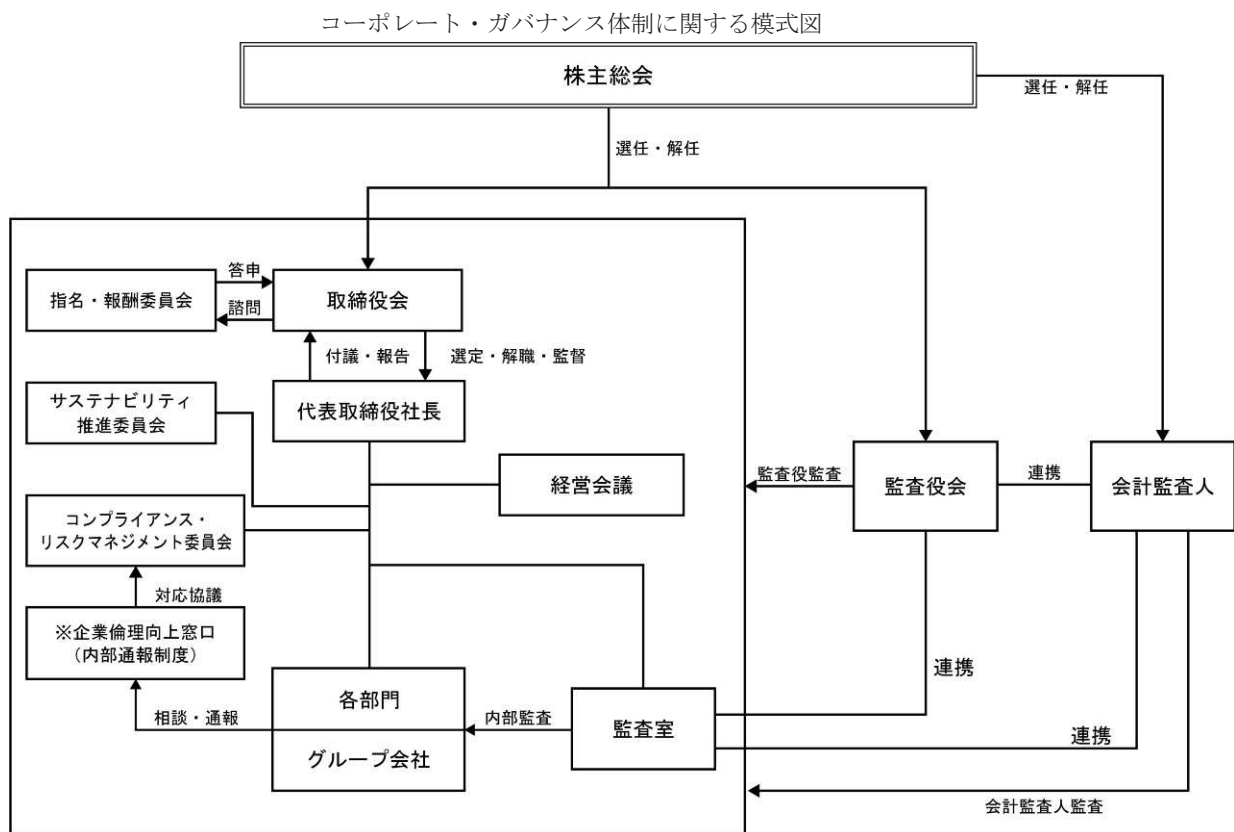 コーポレート・ガバナンス体制に関する模式図
株主総会
選任・解任
選任・解任
答申
指名・報酬委員会
取締役会
諮問
付議・報告
選定・解職・監督
サステナビリティ
推進委員会
代表取締役社長
経営会議
監査役監査
監査役会
連携
会計監査人
コンプライアンス・
リスクマネジメント委員会
対応協議
※企業倫理向上窓口
（内部通報制度）
連携
各部門
相談・通報
内部監査
監査室
連携
グループ会社
会計監査人監査